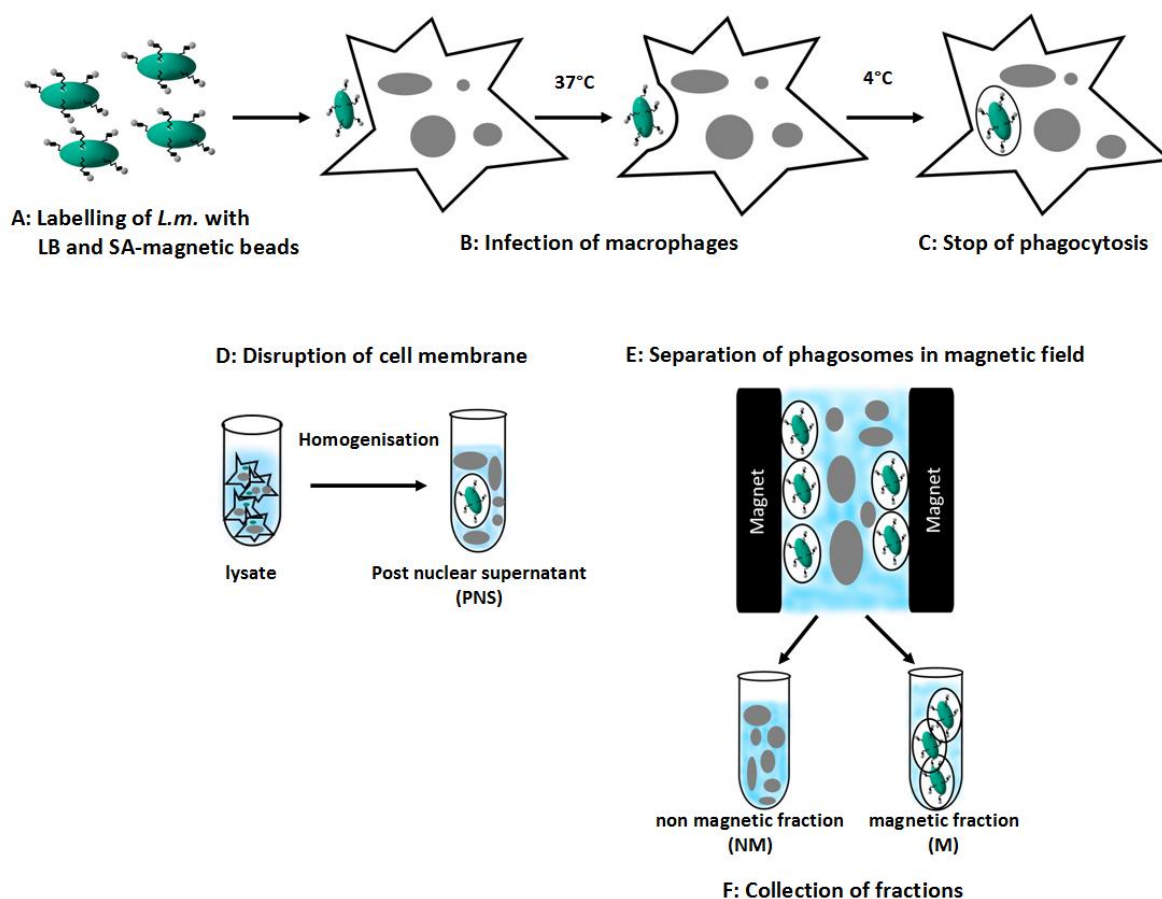 37°C
4°C
A: Labelling of L.m. with
LB and SA-magnetic beads
B: Infection of macrophages
C: Stop of phagocytosis
D: Disruption of cell membrane
E: Separation of phagosomes in magnetic field
Homogenisation
lysate
Post nuclear supernatant
(PNS)
Magnet
Magnet
non magnetic fraction
(NM)
magnetic fraction
(M)
F: Collection of fractions